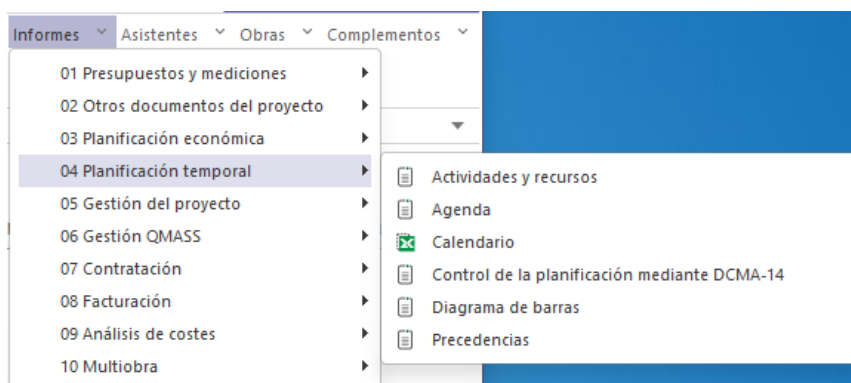 Informes Asistentes Obras Complementos
01 Presupuestos y mediciones
02 Otros documentos del proyecto
03 Planificación económica
04 Planificación temporal
05 Gestión del proyecto
06 Gestión QMASS
07 Contratación
08 Facturación
09 Análisis de costes
10 Multiobra
Actividades y recursos
Agenda
Calendario
Control de la planificación mediante DCMA-14
Diagrama de barras
Precedencias